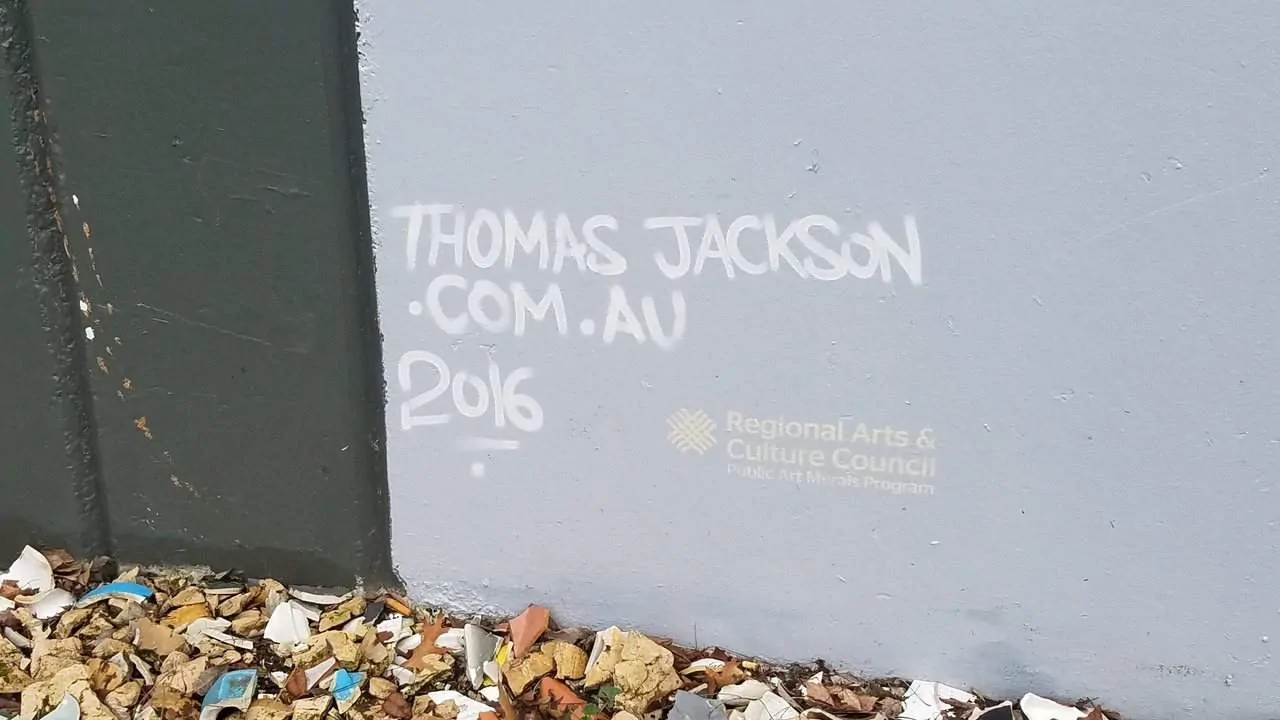 THOMAS JACKSON
.COM.AU
2016
Regional Arts &
Culture Council
Public Art Murals Program